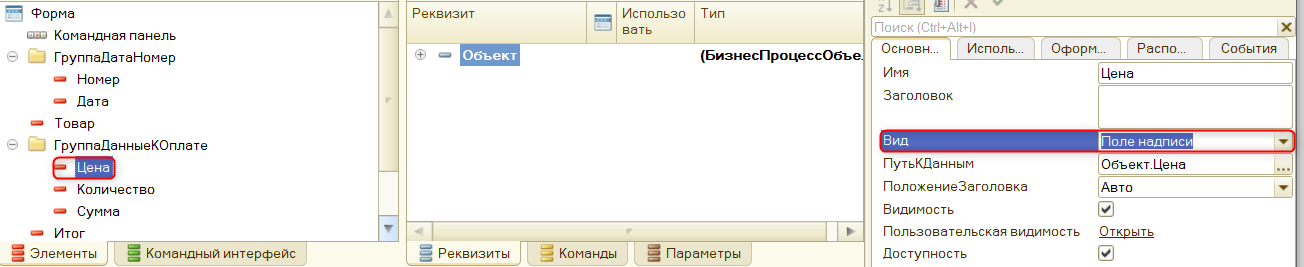 Форма
Командная панель
ГруппаДатаНомер
Номер
Дата
Товар
ГруппаДанныеКОплате
Цена
Количество
Сумма
Итог
Элементы
Командный интерфейс
Реквизит
Использо
вать
Тип
Объект
(БизнесПроцессОбъе...
Реквизиты
Команды
Параметры
Поиск (Ctrl+Alt+I)
Основн...
Исполь...
Оформ...
Распо...
События
Имя
Цена
Заголовок
Вид
Поле надписи
ПутьКДанным
Объект.Цена
...
ПоложениеЗаголовка
Авто
Видимость
Пользовательская видимость
Открыть
Доступность